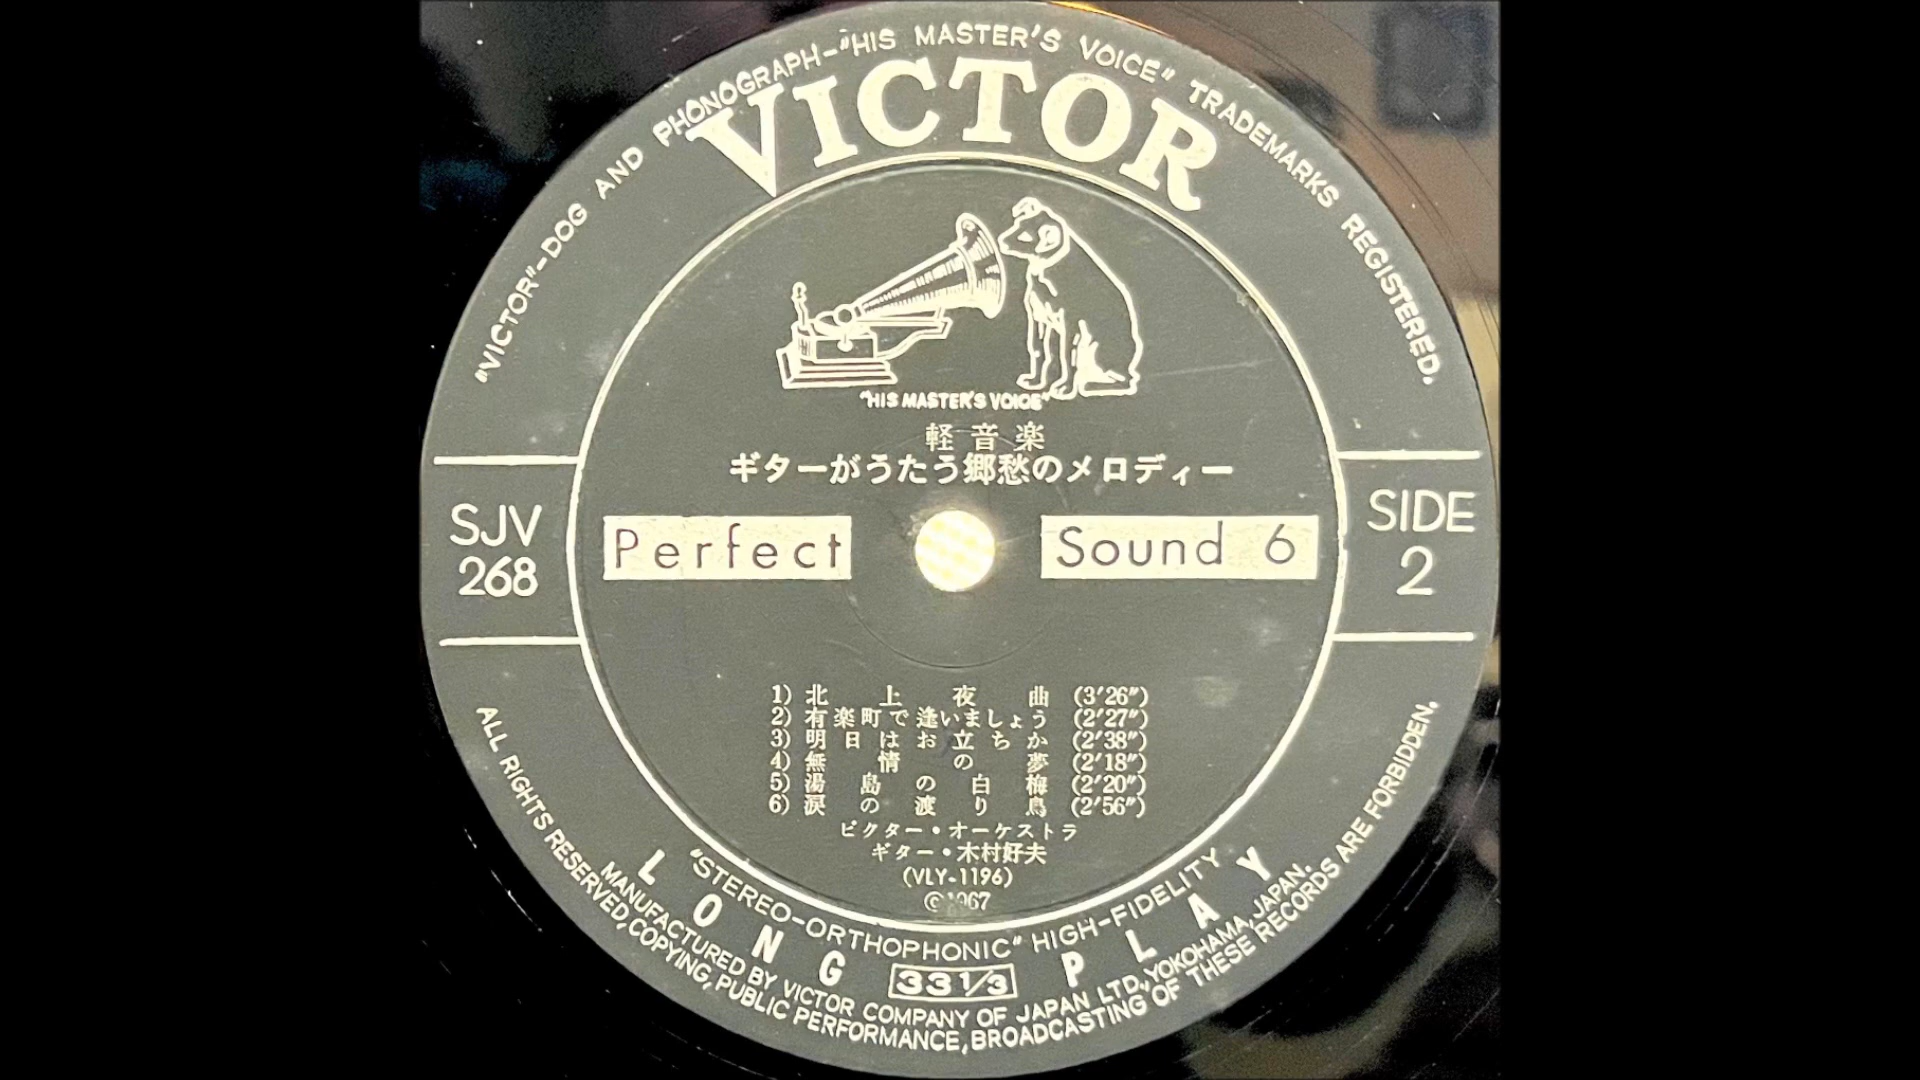 "VICTOR"-DOG AND PHONOGRAPH-"HIS MASTER'S VOICE" TRADEMARKS REGISTERED.
VICTOR
"HIS MASTER'S VOICE"
軽音楽
ギターがうたう郷愁のメロディー
SJV
268
Perfect Sound 6
SIDE
2
1) 北上夜曲 (3'26")
2) 有楽町で逢いましょう (2'27")
3) 明日はお立ちか (2'38")
4) 無情の夢 (2'18")
5) 湯島の白梅 (2'20")
6) 涙の渡り鳥 (2'56")
ビクター・オーケストラ
ギター・木村好夫
(VLY-1196)
©1967
"STEREO-ORTHOPHONIC" HIGH-FIDELITY
LONG 33 1/3 PLAY
MANUFACTURED BY VICTOR COMPANY OF JAPAN LTD., YOKOHAMA, JAPAN.
ALL RIGHTS RESERVED, COPYING, PUBLIC PERFORMANCE, BROADCASTING OF THESE RECORDS ARE FORBIDDEN.